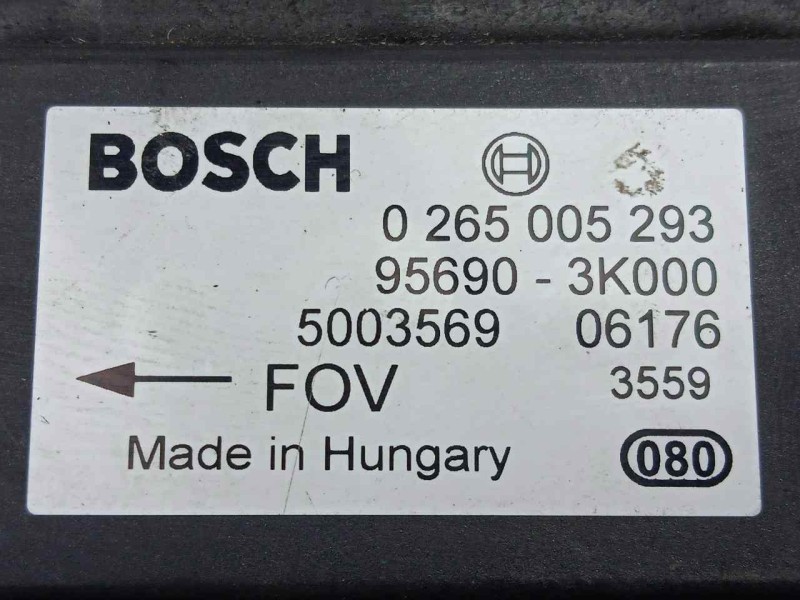 BOSCH
0 265 005 293
95690 - 3K000
5003569 06176
FOV 3559
Made in Hungary 080